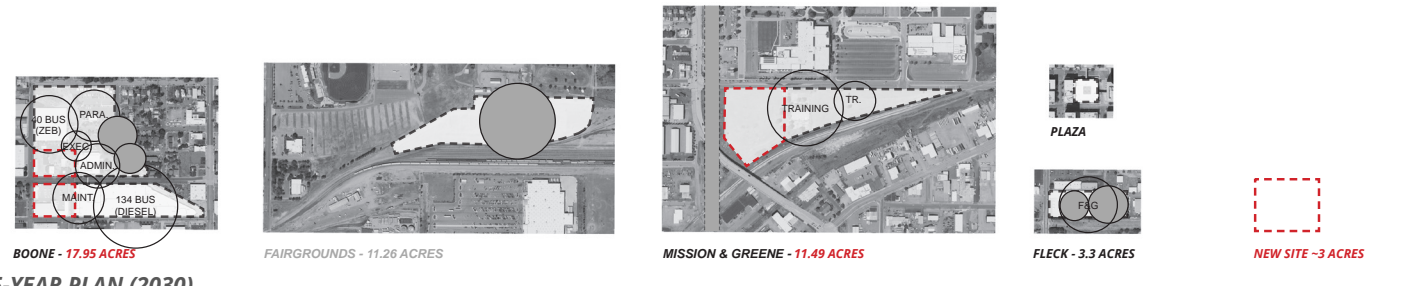 PARA.
40 BUS
(ZEB)
EXEC
ADMIN.
MAINT.
134 BUS
(DIESEL)
TRAINING
TR.
SCC
F&G
PLAZA
BOONE - 17.95 ACRES
FAIRGROUNDS - 11.26 ACRES
MISSION & GREENE - 11.49 ACRES
FLECK - 3.3 ACRES
NEW SITE ~3 ACRES
-YEAR PLAN (2030)